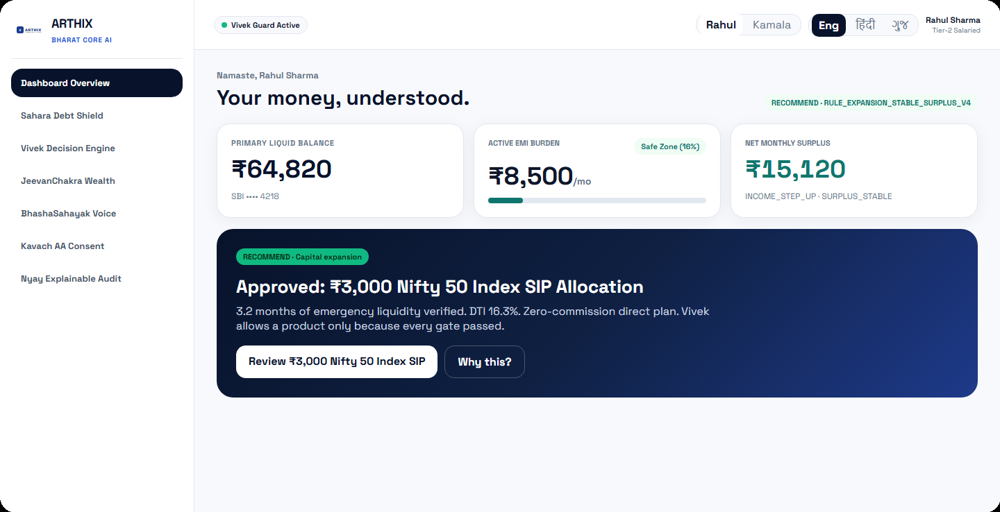 ARTHIX
ARTHIX
BHARAT CORE AI
Dashboard Overview
Sahara Debt Shield
Vivek Decision Engine
JeevanChakra Wealth
BhashaSahayak Voice
Kavach AA Consent
Nyay Explainable Audit
Vivek Guard Active
Rahul Kamala
Eng हिंदी ગુજ
Rahul Sharma
Tier-2 Salaried
Namaste, Rahul Sharma
Your money, understood.
RECOMMEND · RULE_EXPANSION_STABLE_SURPLUS_V4
PRIMARY LIQUID BALANCE
₹64,820
SBI •••• 4218
ACTIVE EMI BURDEN
Safe Zone (16%)
₹8,500/mo
NET MONTHLY SURPLUS
₹15,120
INCOME_STEP_UP · SURPLUS_STABLE
RECOMMEND · Capital expansion
Approved: ₹3,000 Nifty 50 Index SIP Allocation
3.2 months of emergency liquidity verified. DTI 16.3%. Zero-commission direct plan. Vivek
allows a product only because every gate passed.
Review ₹3,000 Nifty 50 Index SIP
Why this?